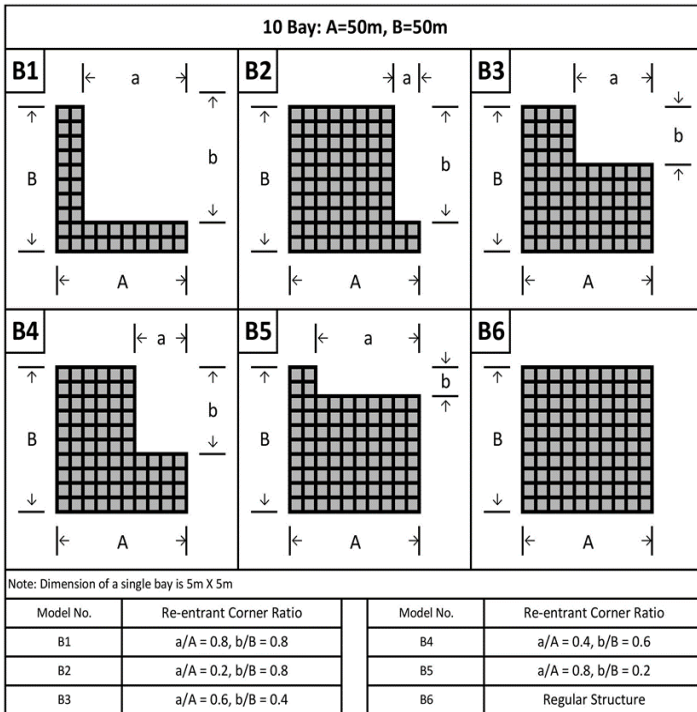 10 Bay: A=50m, B=50m
B1
a
b
B
A
B2
a
b
B
A
B3
a
b
B
A
B4
a
b
B
A
B5
a
b
B
A
B6
B
A
Note: Dimension of a single bay is 5m X 5m
Model No. Re-entrant Corner Ratio Model No. Re-entrant Corner Ratio
B1 a/A = 0.8, b/B = 0.8 B4 a/A = 0.4, b/B = 0.6
B2 a/A = 0.2, b/B = 0.8 B5 a/A = 0.8, b/B = 0.2
B3 a/A = 0.6, b/B = 0.4 B6 Regular Structure